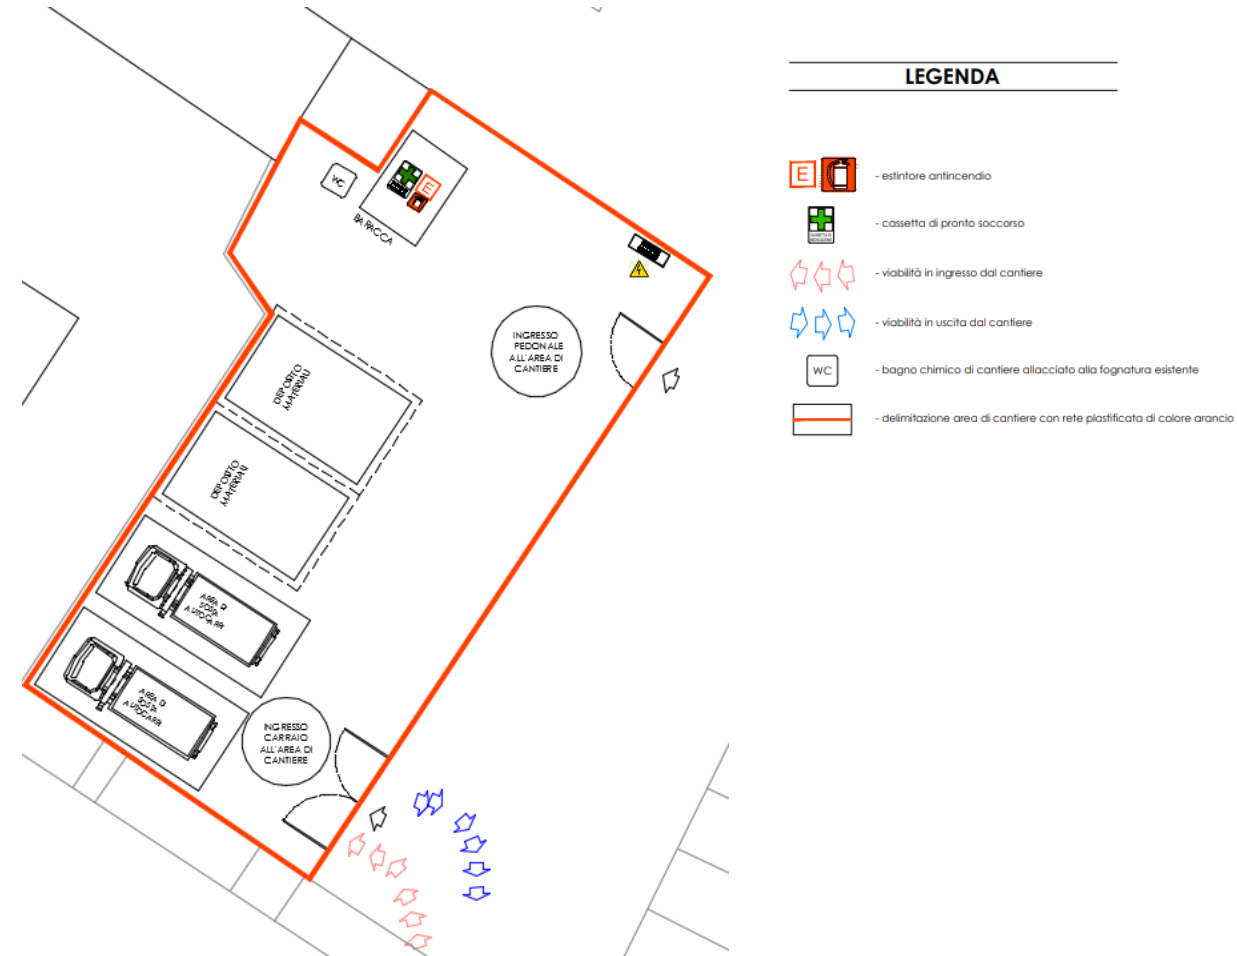 LEGENDA
E
- estintore antincendio
- cassetta di pronto soccorso
- viabilità in ingresso dal cantiere
- viabilità in uscita dal cantiere
WC
- bagno chimico di cantiere allacciato alla fognatura esistente
- delimitazione area di cantiere con rete plastificata di colore arancio
WC
E
BARACCA
INGRESSO
PEDONALE
ALL'AREA DI
CANTIERE
DEPOSITO
MATERIALI
DEPOSITO
MATERIALI
AREA DI
SOSTA
AUTOCARRI
AREA DI
SOSTA
AUTOCARRI
INGRESSO
CARRAIO
ALL'AREA DI
CANTIERE